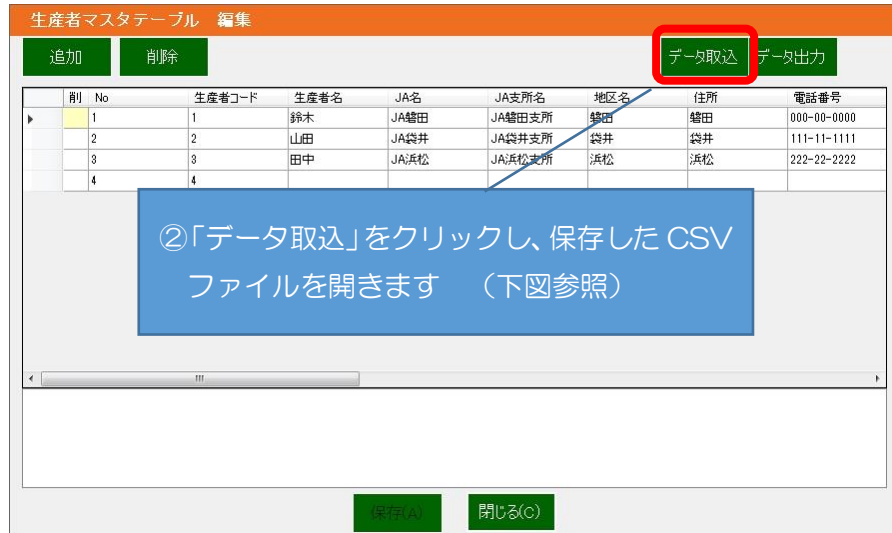 生産者マスタテーブル 編集
追加 削除 データ取込 データ出力
削 No 生産者コード 生産者名 JA名 JA支所名 地区名 住所 電話番号
1 1 鈴木 JA磐田 JA磐田支所 磐田 磐田 000-00-0000
2 2 山田 JA袋井 JA袋井支所 袋井 袋井 111-11-1111
3 3 田中 JA浜松 JA浜松支所 浜松 浜松 222-22-2222
4 4
②「データ取込」をクリックし、保存した CSV
ファイルを開きます （下図参照）
保存(A) 閉じる(C)